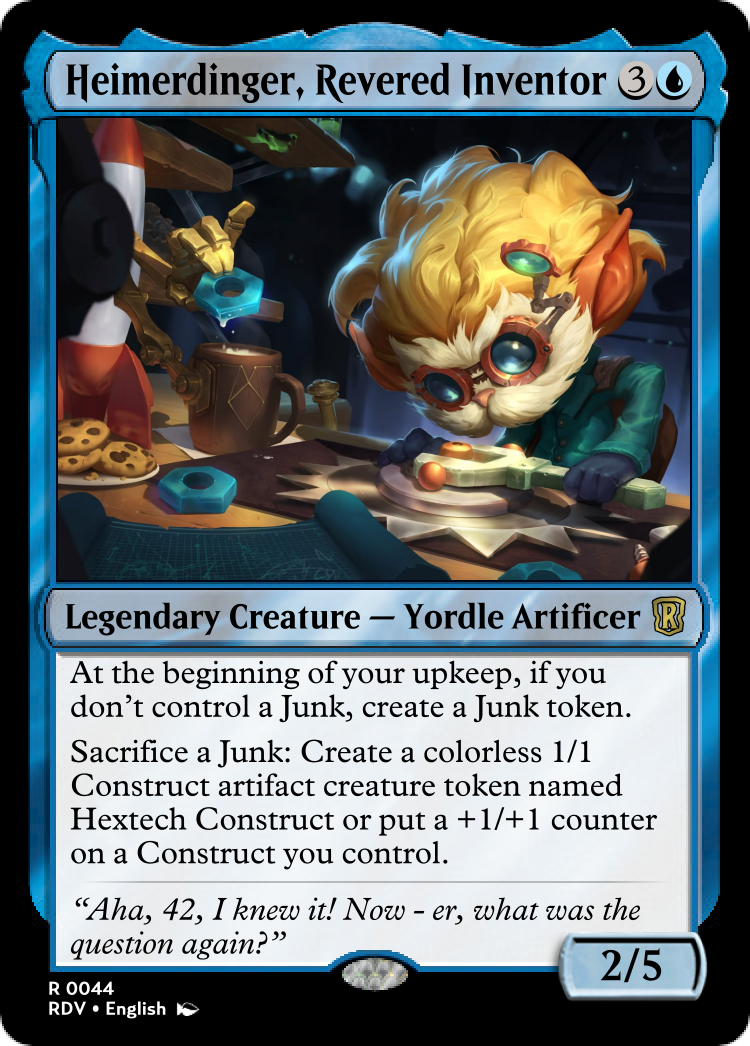 Heimerdinger, Revered Inventor 3
Legendary Creature — Yordle Artificer R
At the beginning of your upkeep, if you
don't control a Junk, create a Junk token.
Sacrifice a Junk: Create a colorless 1/1
Construct artifact creature token named
Hextech Construct or put a +1/+1 counter
on a Construct you control.
“Aha, 42, I knew it! Now - er, what was the
question again?”
2/5
R 0044
RDV • English